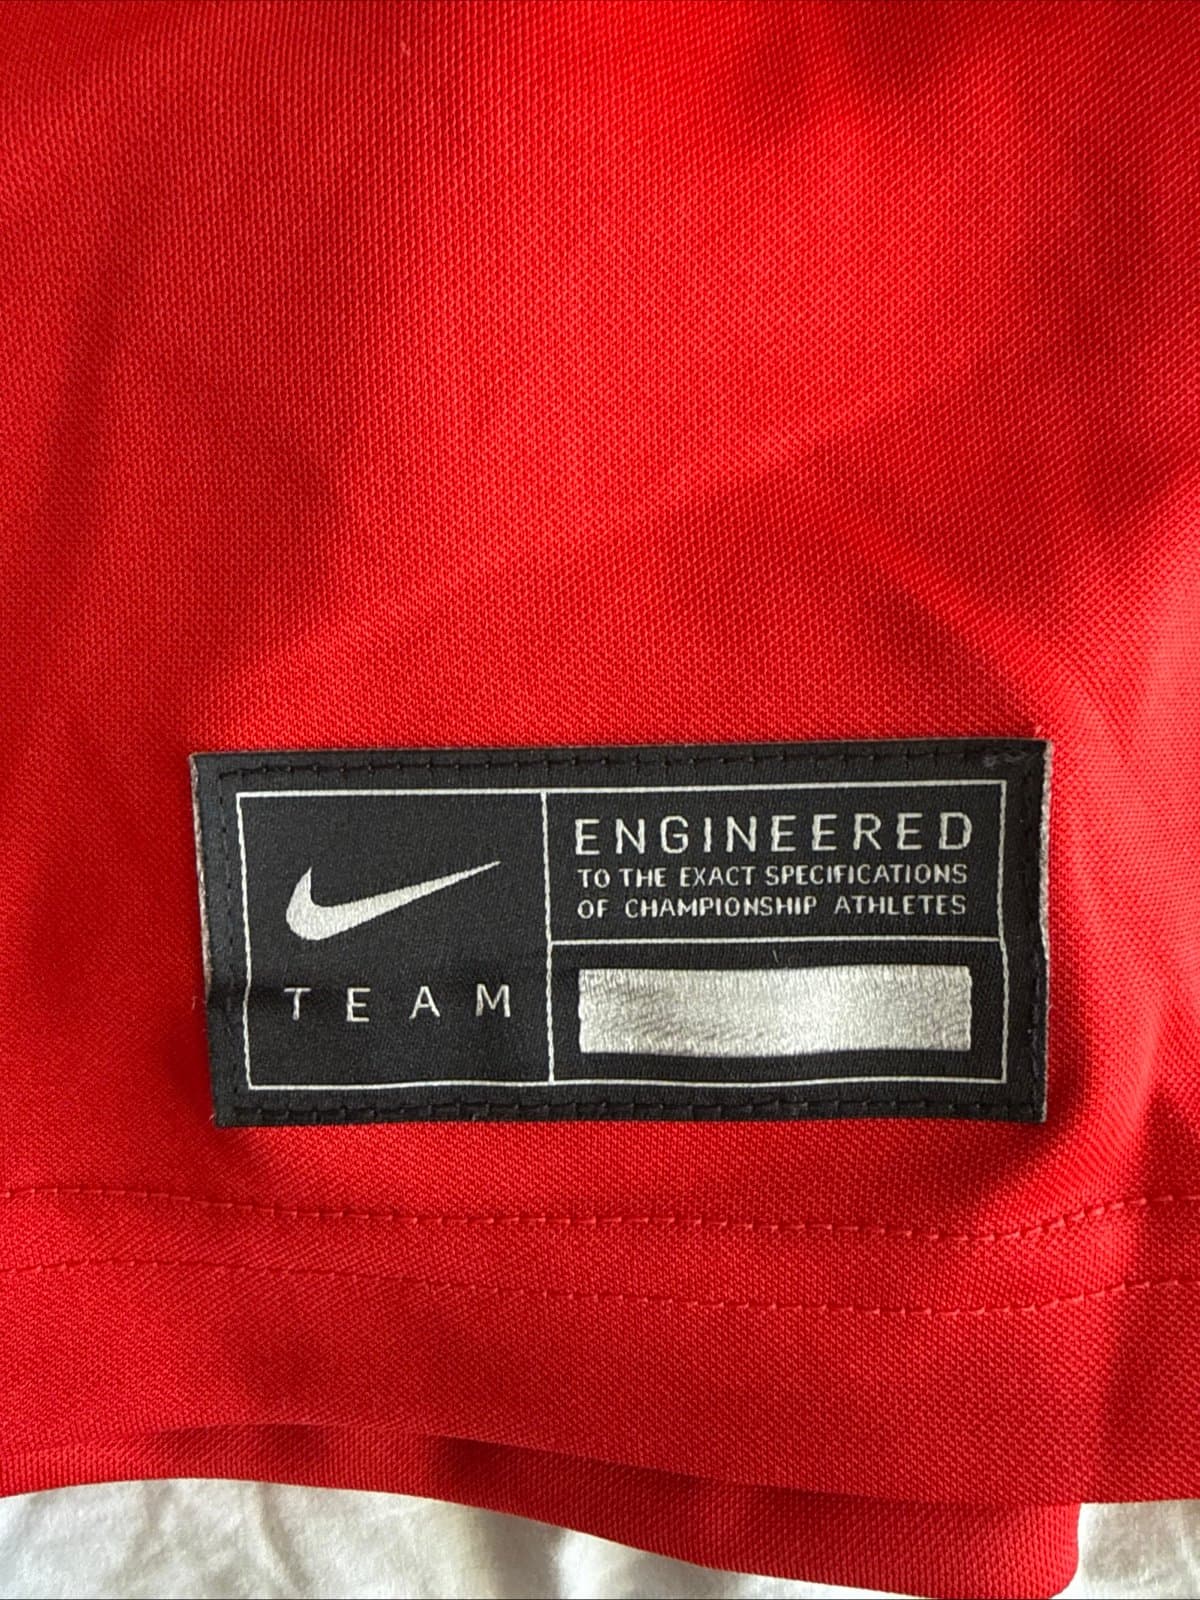 TEAM
ENGINEERED
TO THE EXACT SPECIFICATIONS
OF CHAMPIONSHIP ATHLETES